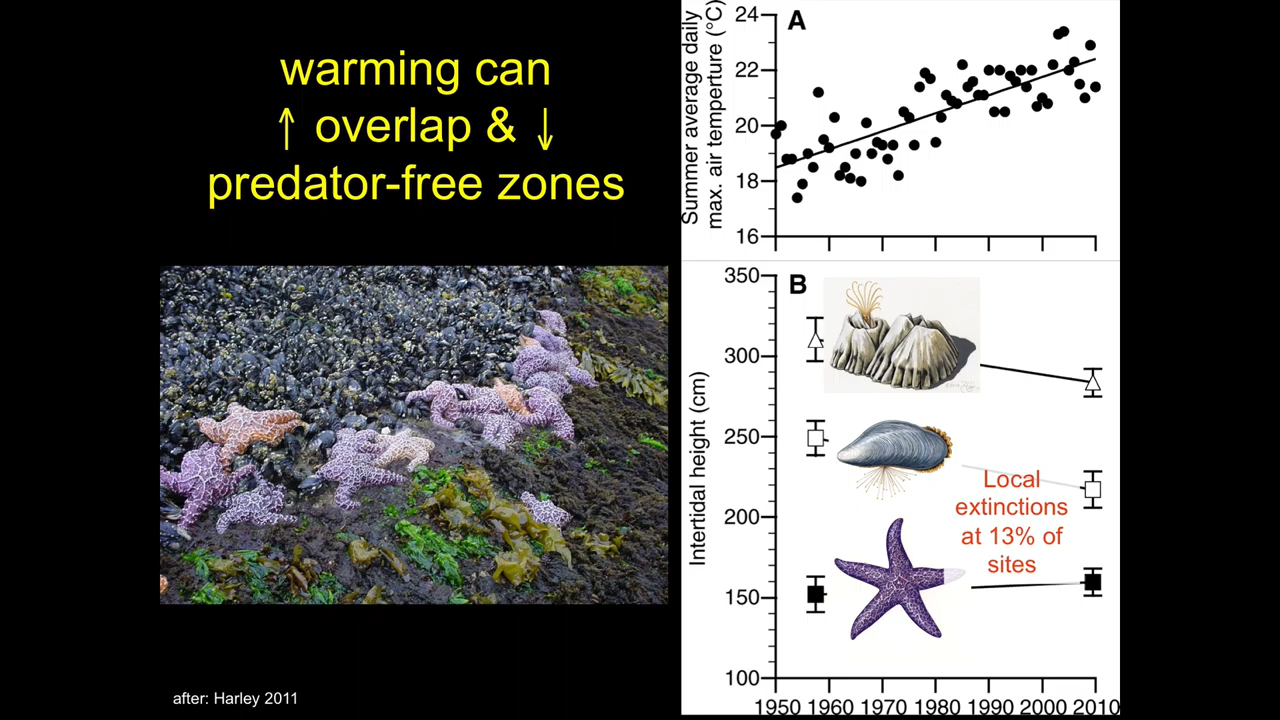 warming can
↑ overlap & ↓
predator-free zones
after: Harley 2011
A
Summer average daily
max. air temperture (°C)
24
22
20
18
16
B
Intertidal height (cm)
350
300
250
200
150
100
Local
extinctions
at 13% of
sites
1950 1960 1970 1980 1990 2000 2010